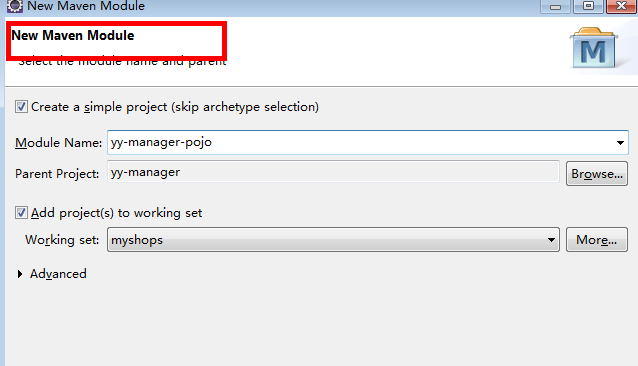 New Maven Module
New Maven Module
Select the module name and parent
Create a simple project (skip archetype selection)
Module Name: yy-manager-pojo
Parent Project: yy-manager Browse...
Add project(s) to working set
Working set: myshops More...
Advanced
M